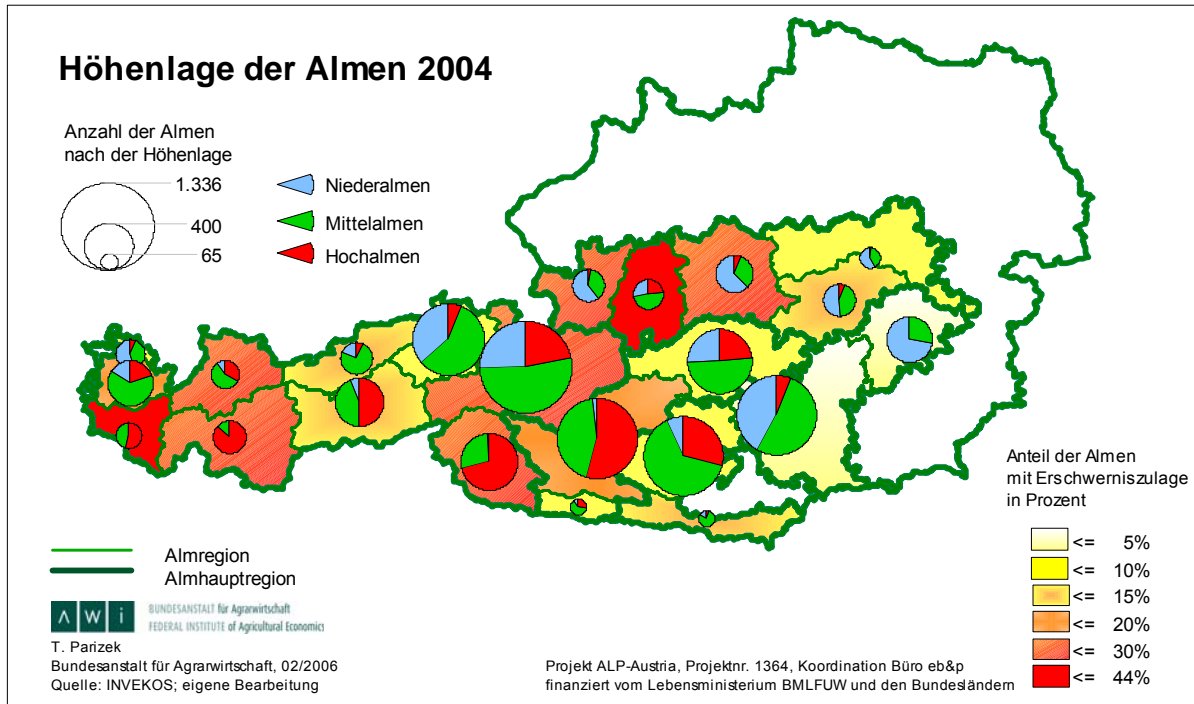 Höhenlage der Almen 2004
Anzahl der Almen
nach der Höhenlage
1.336
400
65
Niederalmen
Mittelalmen
Hochalmen
Anteil der Almen
mit Erschwerniszulage
in Prozent
<= 5%
<= 10%
<= 15%
<= 20%
<= 30%
<= 44%
Almregion
Almhauptregion
AWI
BUNDESANSTALT für Agrarwirtschaft
FEDERAL INSTITUTE of Agricultural Economics
T. Parizek
Bundesanstalt für Agrarwirtschaft, 02/2006
Quelle: INVEKOS; eigene Bearbeitung
Projekt ALP-Austria, Projektnr. 1364, Koordination Büro eb&p
finanziert vom Lebensministerium BMLFUW und den Bundesländern